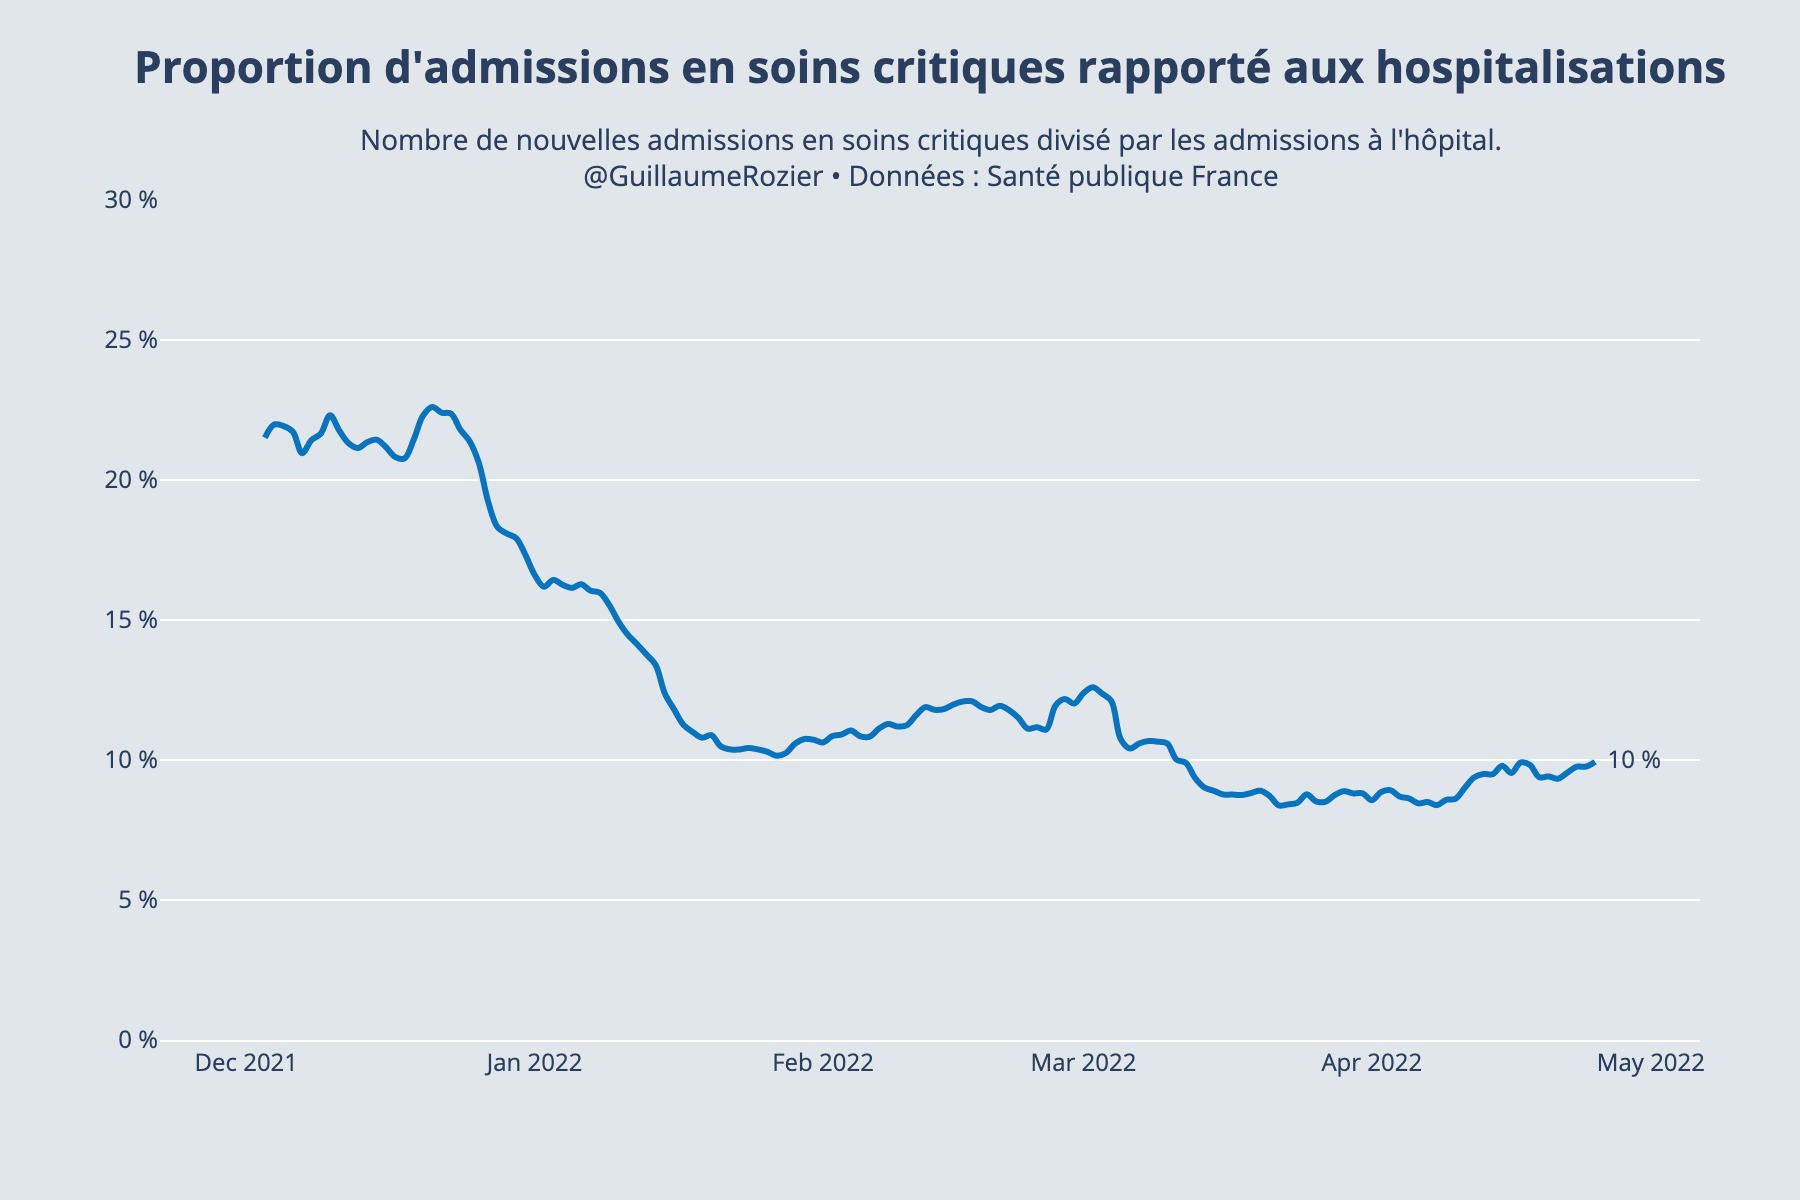 Proportion d'admissions en soins critiques rapporté aux hospitalisations
Nombre de nouvelles admissions en soins critiques divisé par les admissions à l'hôpital.
@GuillaumeRozier • Données : Santé publique France
30 %
25 %
20 %
15 %
10 %
10 %
5 %
0 %
Dec 2021 Jan 2022 Feb 2022 Mar 2022 Apr 2022 May 2022